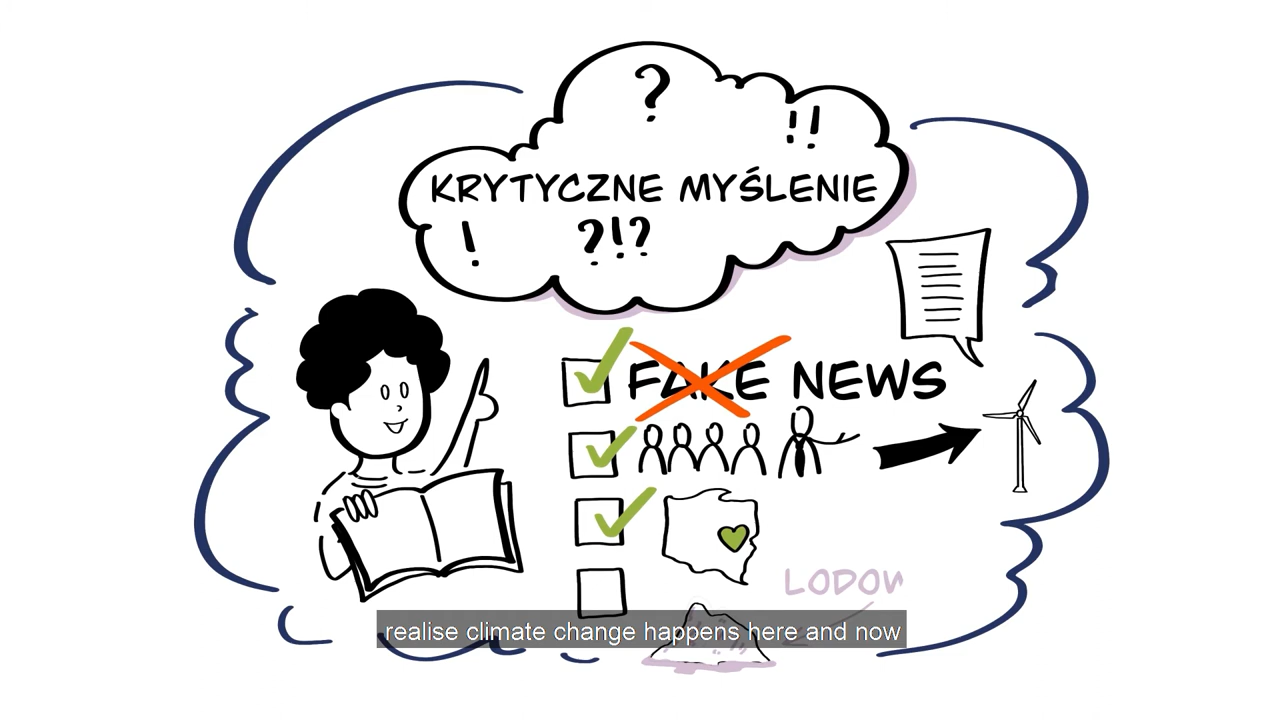 ?
!!
KRYTYCZNE MYŚLENIE
!
?!?
FAKE NEWS
LODOW
realise climate change happens here and now